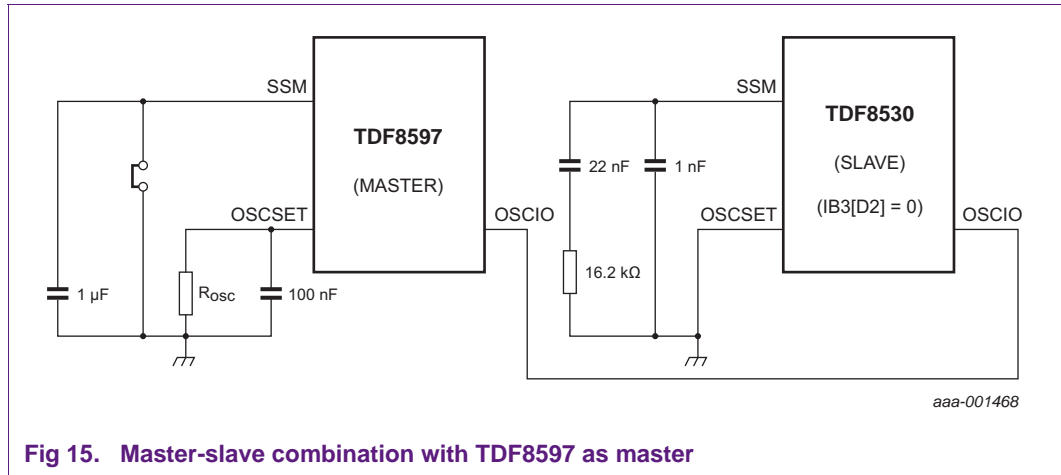 SSM
TDF8597
(MASTER)
OSCSET
OSCIO
1 μF
Rosc
100 nF
SSM
TDF8530
(SLAVE)
(IB3[D2] = 0)
22 nF
1 nF
OSCSET
OSCIO
16.2 kΩ
aaa-001468
Fig 15. Master-slave combination with TDF8597 as master